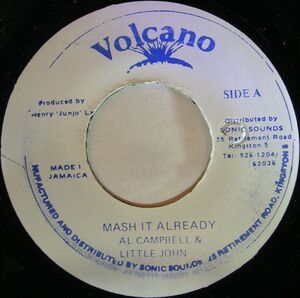 Volcano
Produced by
Henry 'Junjo' L
SIDE A
Distributed by
SONIC SOUNDS
25 Retirement Road
Kingston 5
Tel: 926-1204/
62036
MADE I
JAMAICA
MASH IT ALREADY
AL CAMPBELL &
LITTLE JOHN
MANUFACTURED AND DISTRIBUTED BY SONIC SOUNDS 25 RETIREMENT ROAD, KINGSTON 5